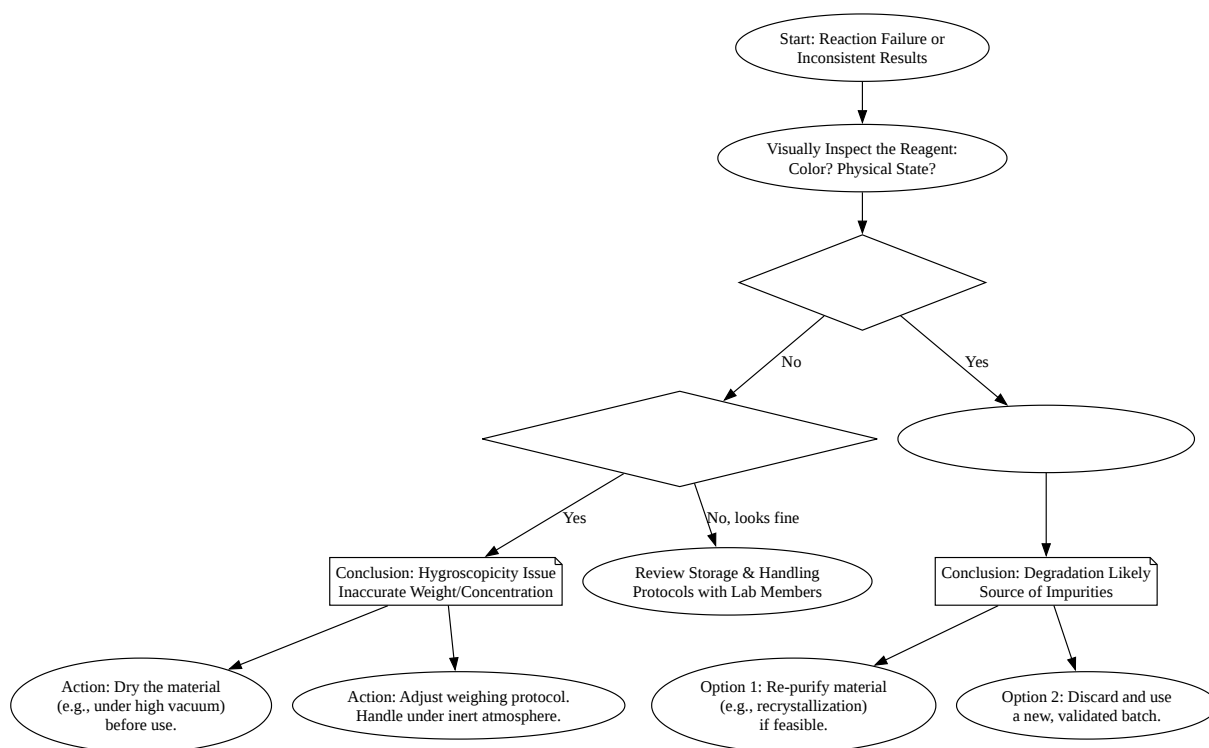 Start: Reaction Failure or
Inconsistent Results
Visually Inspect the Reagent:
Color? Physical State?
No
Yes
Yes
No, looks fine
Conclusion: Hygroscopicity Issue
Inaccurate Weight/Concentration
Review Storage & Handling
Protocols with Lab Members
Conclusion: Degradation Likely
Source of Impurities
Action: Dry the material
(e.g., under high vacuum)
before use.
Action: Adjust weighing protocol.
Handle under inert atmosphere.
Option 1: Re-purify material
(e.g., recrystallization)
if feasible.
Option 2: Discard and use
a new, validated batch.